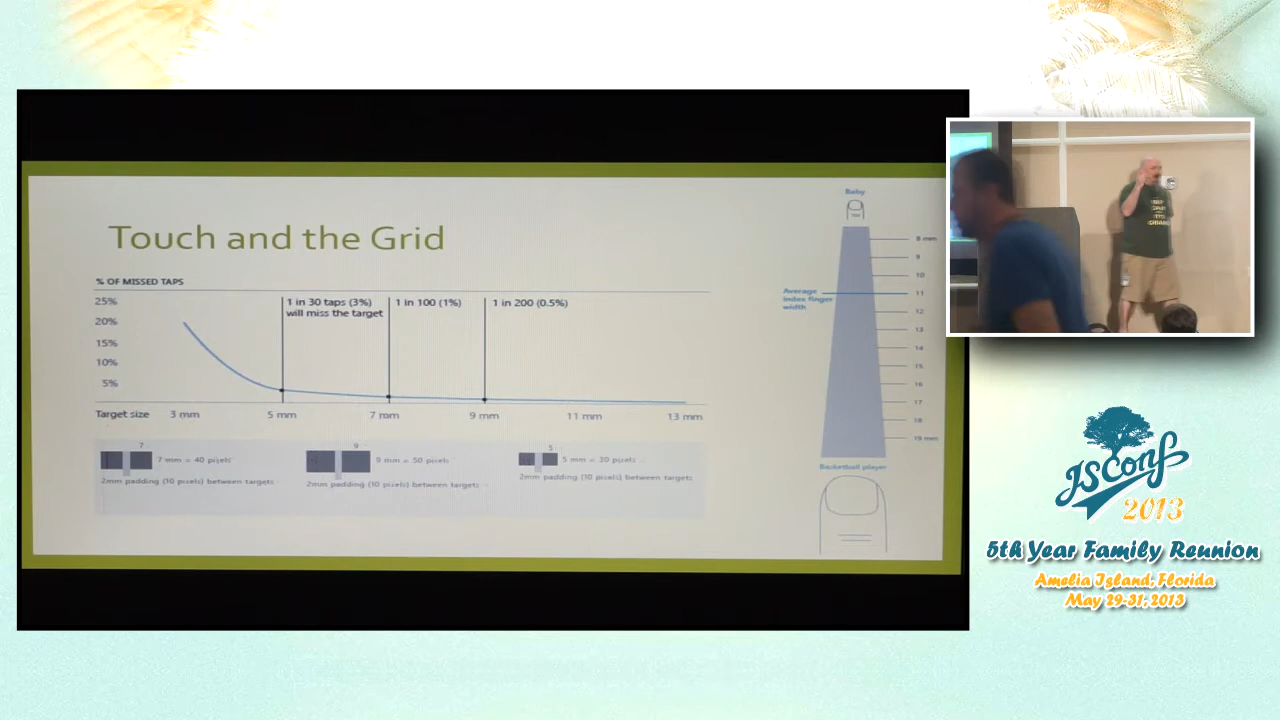 Touch and the Grid
% OF MISSED TAPS
25%
20%
15%
10%
5%
1 in 30 taps (3%)
will miss the target
1 in 100 (1%)
1 in 200 (0.5%)
Target size
3 mm
5 mm
7 mm
9 mm
11 mm
13 mm
7
7 mm = 40 pixels
2mm padding (10 pixels) between targets
9
9 mm = 50 pixels
2mm padding (10 pixels) between targets
5
5 mm = 30 pixels
2mm padding (10 pixels) between targets
Baby
8 mm
9
10
11
12
13
14
15
16
17
18
19 mm
Average
index finger
width
Basketball player
JSConf
2013
5th Year Family Reunion
Amelia Island, Florida
May 29-31, 2013